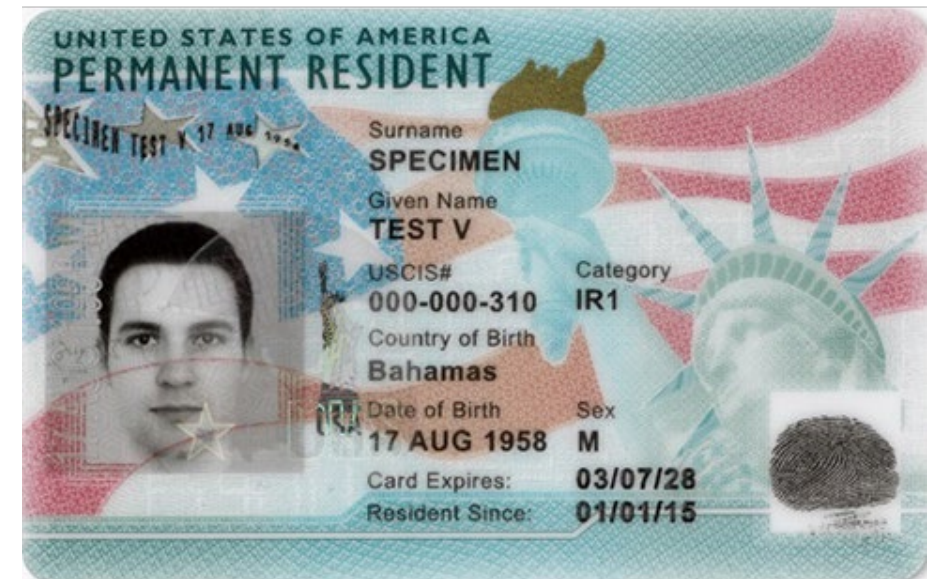 UNITED STATES OF AMERICA
PERMANENT RESIDENT
SPECIMEN TEST V 17 AUG 1958
Surname
SPECIMEN
Given Name
TEST V
USCIS# Category
000-000-310 IR1
Country of Birth
Bahamas
Date of Birth Sex
17 AUG 1958 M
Card Expires: 03/07/28
Resident Since: 01/01/15
USA